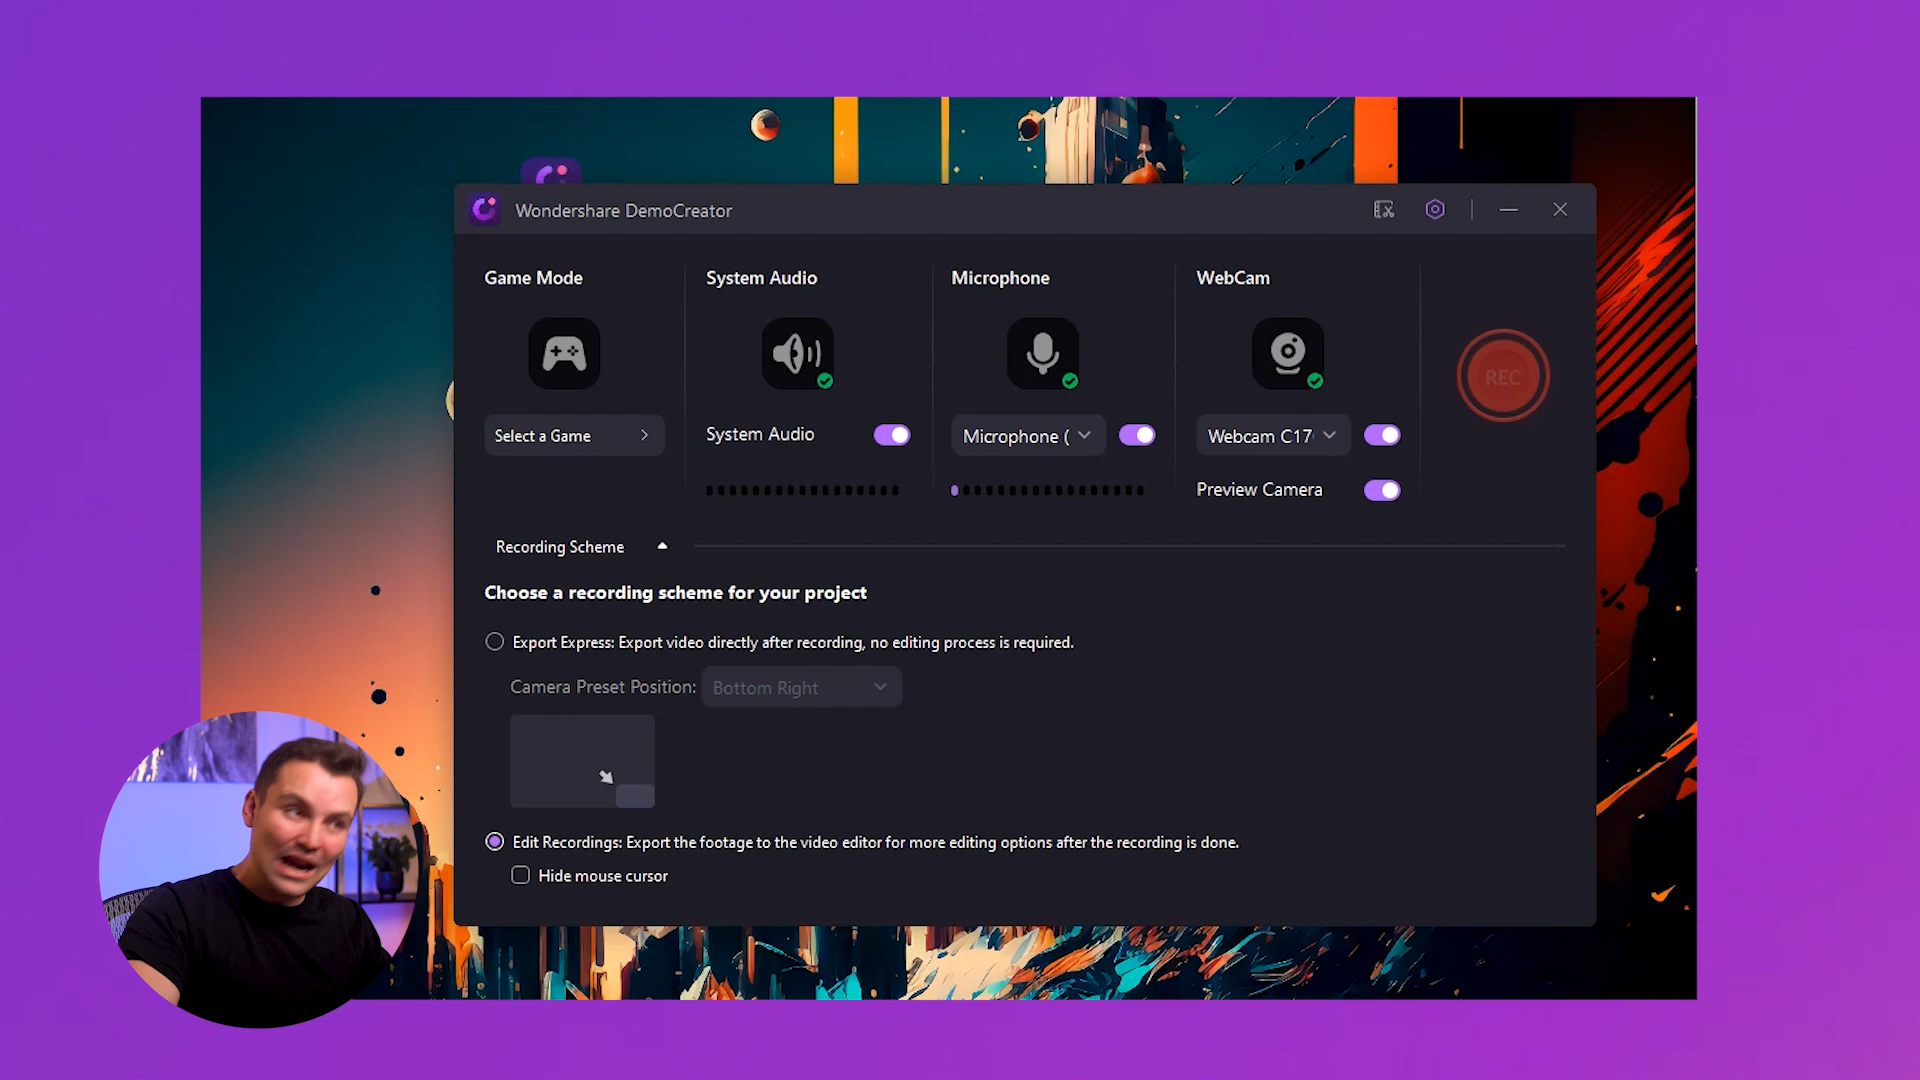 Wondershare DemoCreator
Game Mode
System Audio
Microphone
WebCam
REC
Select a Game
System Audio
Microphone (
Webcam C17
Preview Camera
Recording Scheme
Choose a recording scheme for your project
Export Express: Export video directly after recording, no editing process is required.
Camera Preset Position:
Bottom Right
Edit Recordings: Export the footage to the video editor for more editing options after the recording is done.
Hide mouse cursor